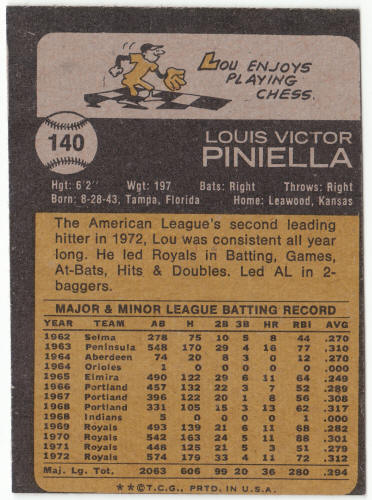 LOU ENJOYS
PLAYING
CHESS.
140
LOUIS VICTOR
PINIELLA
Hgt: 6'2" Wgt: 197 Bats: Right Throws: Right
Born: 8-28-43, Tampa, Florida Home: Leawood, Kansas
The American League's second leading
hitter in 1972, Lou was consistent all year
long. He led Royals in Batting, Games,
At-Bats, Hits & Doubles. Led AL in 2-
baggers.
MAJOR & MINOR LEAGUE BATTING RECORD
YEAR TEAM AB H 2B 3B HR RBI AVG
1962 Selma 278 75 10 5 8 44 .270
1963 Peninsula 548 170 29 4 16 77 .310
1964 Aberdeen 74 20 8 3 0 12 .270
1964 Orioles 1 0 0 0 0 0 .000
1965 Elmira 490 122 29 6 11 64 .249
1966 Portland 457 132 22 3 7 52 .289
1967 Portland 396 122 20 1 8 56 .308
1968 Portland 331 105 15 3 13 62 .317
1968 Indians 5 0 0 0 0 1 .000
1969 Royals 493 139 21 6 11 68 .282
1970 Royals 542 163 24 5 11 88 .301
1971 Royals 448 125 21 5 3 51 .279
1972 Royals 574 179 33 4 11 72 .312
Maj. Lg. Tot. 2063 606 99 20 36 280 .294
**©T.C.G., PRTD. IN U.S.A.